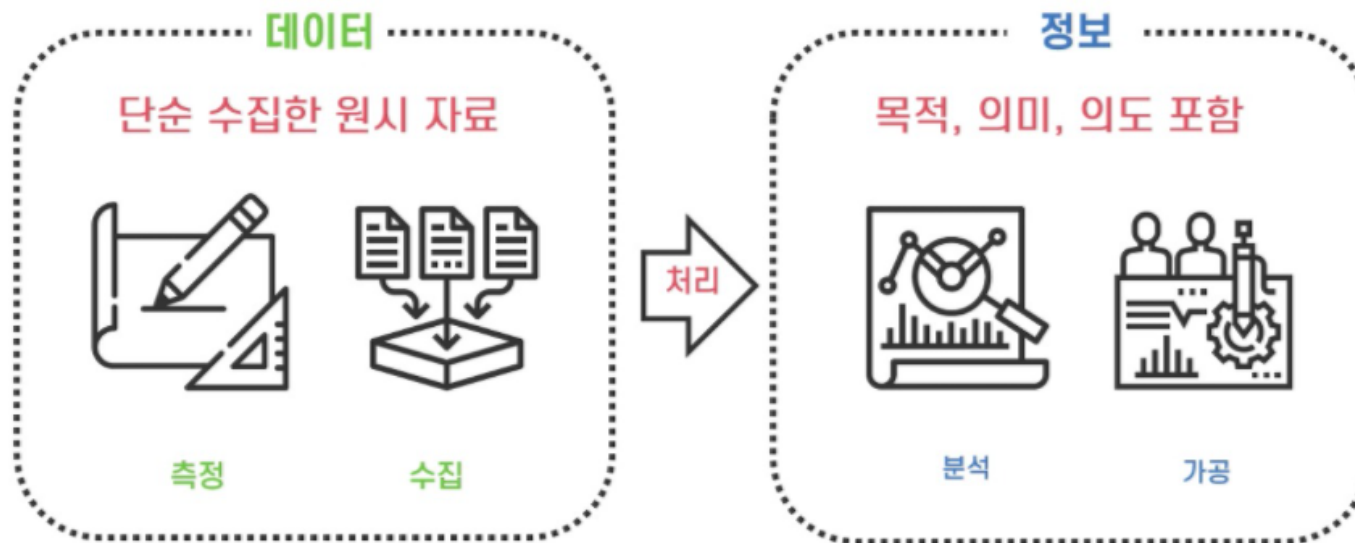 데이터
단순 수집한 원시 자료
측정
수집
처리
정보
목적, 의미, 의도 포함
분석
가공